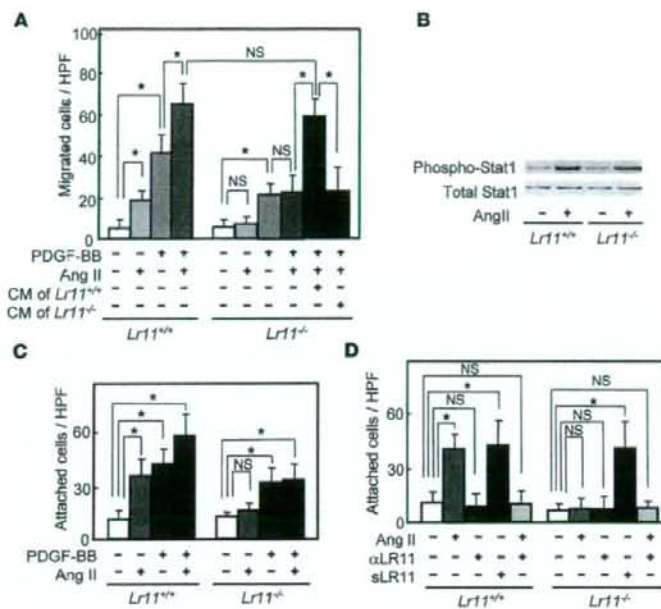 A
Migrated cells / HPF
100
80
60
40
20
0
* * * * NS
* NS NS * *
PDGF-BB - - + + - - + + + +
Ang II - + - + - + - + + +
CM of Lr11+/+ +
CM of Lr11-/- +
Lr11+/+ Lr11-/-
B
Phospho-Stat1
Total Stat1
AngII - + - +
Lr11+/+ Lr11-/-
C
Attached cells / HPF
60
30
0
* * *
* * NS
PDGF-BB - - + + - - + +
Ang II - + - + - + - +
Lr11+/+ Lr11-/-
D
Attached cells / HPF
60
30
0
NS * NS *
NS * NS NS
Ang II - + - - + - + - - +
αLR11 - - + - + - - + - +
sLR11 - - - + - - - - + -
Lr11+/+ Lr11-/-